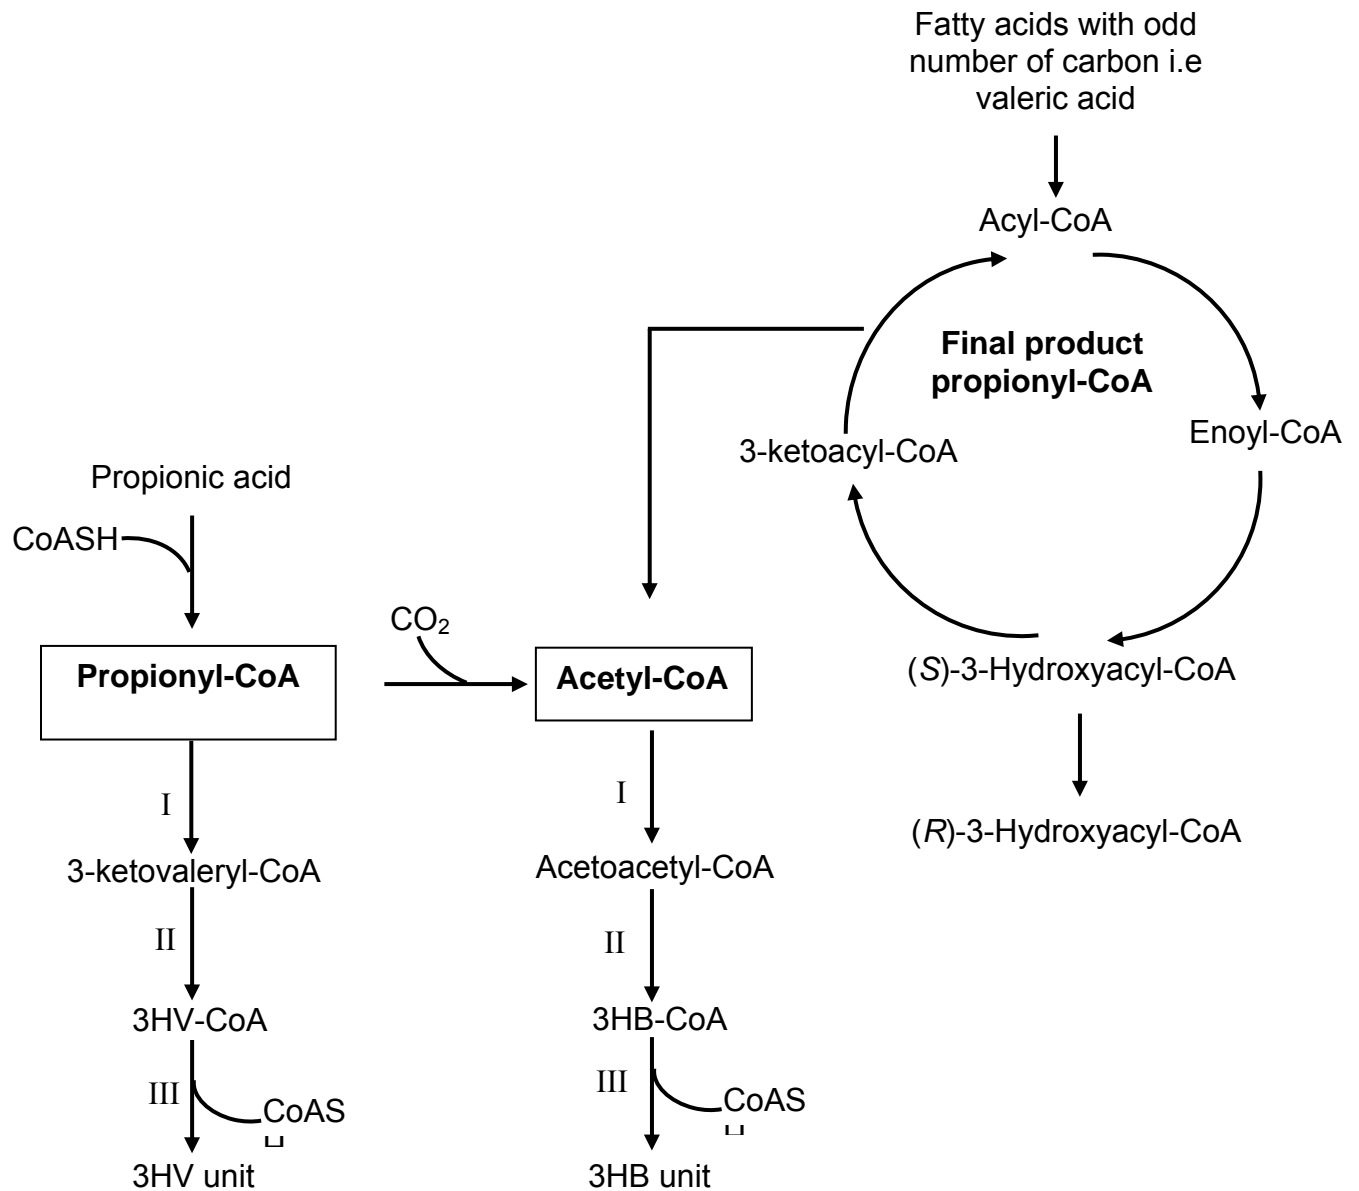 Fatty acids with odd
number of carbon i.e
valeric acid
Acyl-CoA
Final product
propionyl-CoA
3-ketoacyl-CoA
Enoyl-CoA
Propionic acid
CoASH
CO₂
Propionyl-CoA
Acetyl-CoA
(S)-3-Hydroxyacyl-CoA
I
I
(R)-3-Hydroxyacyl-CoA
3-ketovaleryl-CoA
Acetoacetyl-CoA
II
II
3HV-CoA
3HB-CoA
III
CoAS
III
CoAS
3HV unit
3HB unit